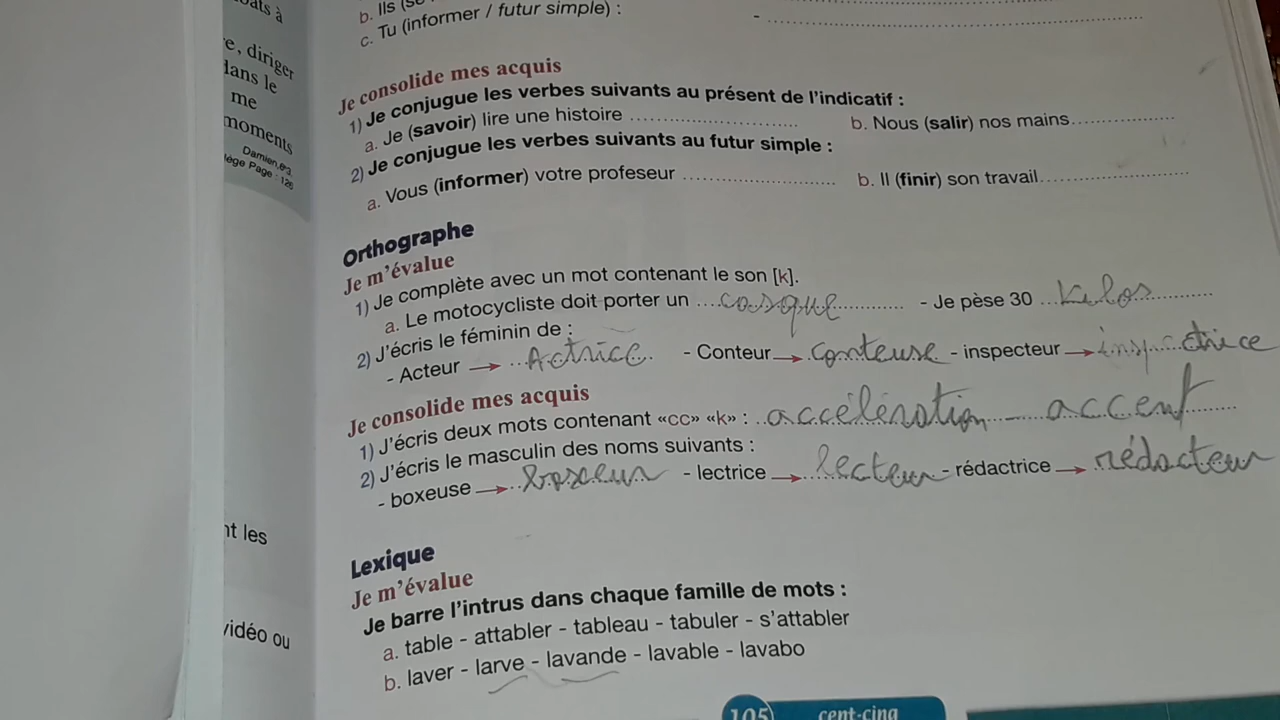 oats à
e, diriger
dans le
me
moments
Damien,
lège Page : 126
nt les
vidéo ou
b. Ils
c. Tu (informer / futur simple) : - ....................
Je consolide mes acquis
1) Je conjugue les verbes suivants au présent de l'indicatif :
a. Je (savoir) lire une histoire .................... b. Nous (salir) nos mains....................
2) Je conjugue les verbes suivants au futur simple :
a. Vous (informer) votre profeseur .................... b. Il (finir) son travail....................
Orthographe
Je m'évalue
1) Je complète avec un mot contenant le son [k].
a. Le motocycliste doit porter un ...casque........... - Je pèse 30 ...kilos...........
2) J'écris le féminin de :
- Acteur → ..Actrice. - Conteur → .conteuse - inspecteur → inspectrice
Je consolide mes acquis
1) J'écris deux mots contenant «cc» «k» : ..accélération - accent........
2) J'écris le masculin des noms suivants :
- boxeuse → ..boxeur - lectrice → lecteur - rédactrice → rédacteur
Lexique
Je m'évalue
Je barre l'intrus dans chaque famille de mots :
a. table - attabler - tableau - tabuler - s'attabler
b. laver - larve - lavande - lavable - lavabo
105 cent-cinq